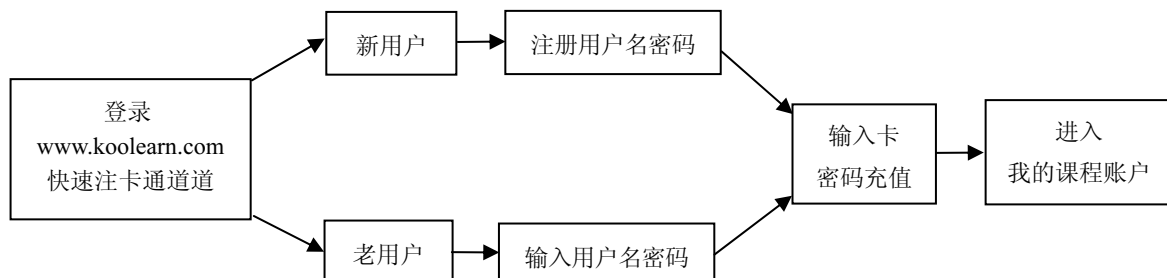 登录
www.koolearn.com
快速注卡通道道
新用户
注册用户名密码
老用户
输入用户名密码
输入卡
密码充值
进入
我的课程账户